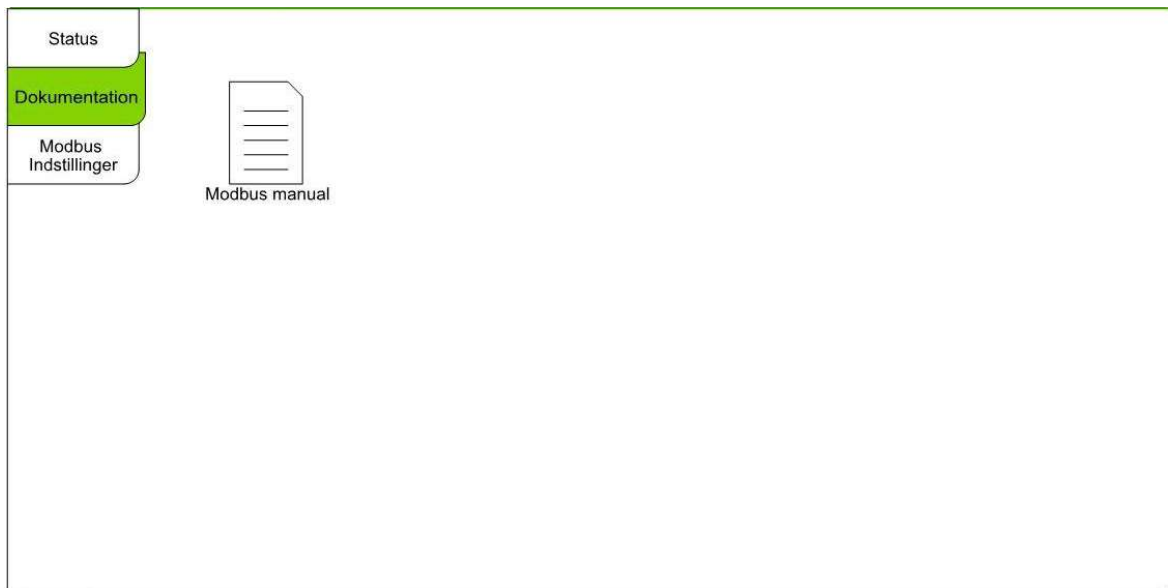 Status
Dokumentation
Modbus
Indstillinger
Modbus manual